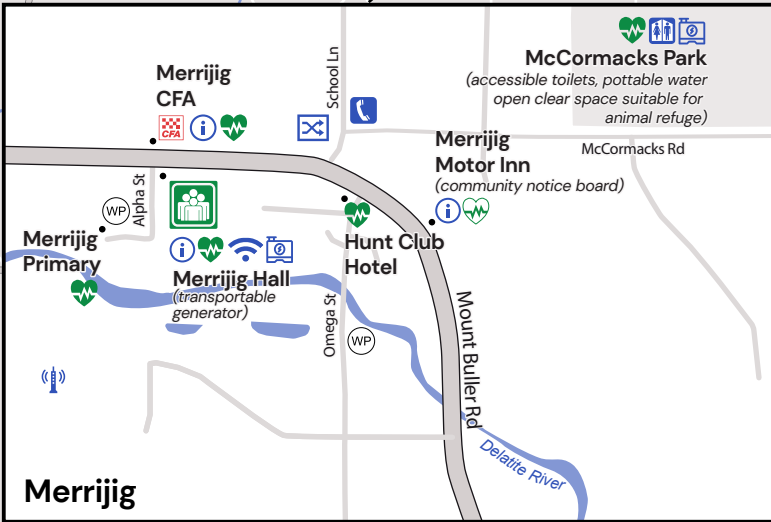 McCormacks Park
(accessible toilets, pottable water
open clear space suitable for
animal refuge)
McCormacks Rd
School Ln
Merrijig
CFA
CFA
i
Merrijig
Motor Inn
(community notice board)
i
Alpha St
WP
Merrijig
Primary
i
Merrijig Hall
(transportable
generator)
Hunt Club
Hotel
Omega St
WP
Mount Buller Rd
Delatite River
Merrijig